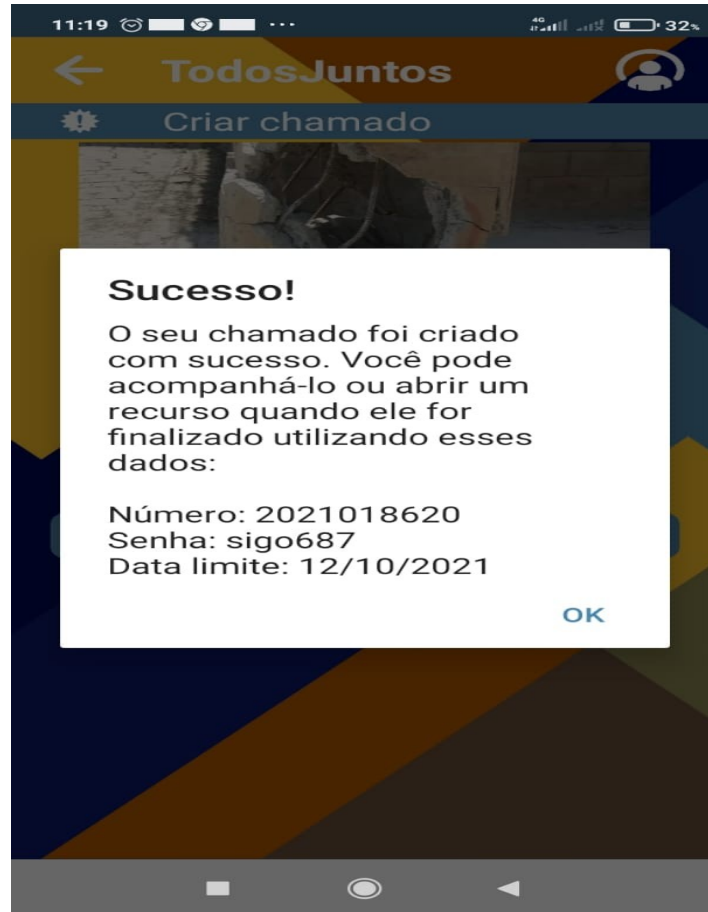 11:19 ... 4G 32%
TodosJuntos
Criar chamado
Sucesso!
O seu chamado foi criado
com sucesso. Você pode
acompanhá-lo ou abrir um
recurso quando ele for
finalizado utilizando esses
dados:
Número: 2021018620
Senha: sigo687
Data limite: 12/10/2021
OK